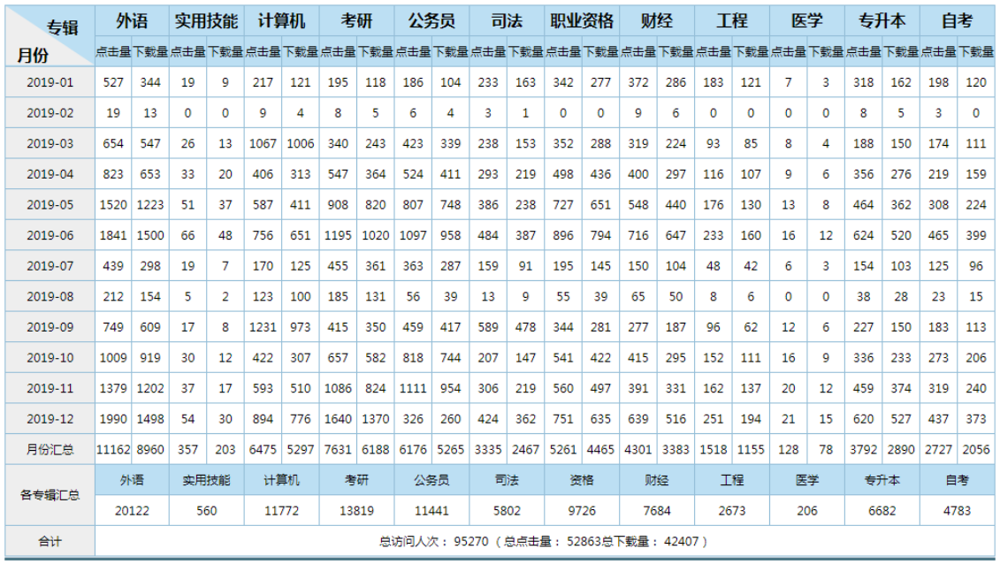 专辑 外语 实用技能 计算机 考研 公务员 司法 职业资格 财经 工程 医学 专升本 自考
月份 点击量 下载量 点击量 下载量 点击量 下载量 点击量 下载量 点击量 下载量 点击量 下载量 点击量 下载量 点击量 下载量 点击量 下载量 点击量 下载量 点击量 下载量 点击量 下载量
2019-01 527 344 19 9 217 121 195 118 186 104 233 163 342 277 372 286 183 121 7 3 318 162 198 120
2019-02 19 13 0 0 9 4 8 5 6 4 3 1 0 0 9 6 0 0 0 0 8 5 3 0
2019-03 654 547 26 13 1067 1006 340 243 423 339 238 153 352 288 319 224 93 85 8 4 188 150 174 111
2019-04 823 653 33 20 406 313 547 364 524 411 293 219 498 436 400 297 116 107 9 6 356 276 219 159
2019-05 1520 1223 51 37 587 411 908 820 807 748 386 238 727 651 548 440 176 130 13 8 464 362 308 224
2019-06 1841 1500 66 48 756 651 1195 1020 1097 958 484 387 896 794 716 647 233 160 16 12 624 520 465 399
2019-07 439 298 19 7 170 125 455 361 363 287 159 91 195 145 150 104 48 42 6 3 154 103 125 96
2019-08 212 154 5 2 123 100 185 131 56 39 13 9 55 39 65 50 8 6 0 0 38 28 23 15
2019-09 749 609 17 8 1231 973 415 350 459 417 589 478 344 281 277 187 96 62 12 6 227 150 183 113
2019-10 1009 919 30 12 422 307 657 582 818 744 207 147 541 422 415 295 152 111 16 9 336 233 273 206
2019-11 1379 1202 37 17 593 510 1086 824 1111 954 306 219 560 497 391 331 162 137 20 12 459 374 319 240
2019-12 1990 1498 54 30 894 776 1640 1370 326 260 424 362 751 635 639 516 251 194 21 15 620 527 437 373
月份汇总 11162 8960 357 203 6475 5297 7631 6188 6176 5265 3335 2467 5261 4465 4301 3383 1518 1155 128 78 3792 2890 2727 2056
各专辑汇总 外语 实用技能 计算机 考研 公务员 司法 资格 财经 工程 医学 专升本 自考
20122 560 11772 13819 11441 5802 9726 7684 2673 206 6682 4783
合计 总访问人次： 95270 （ 总点击量： 52863总下载量： 42407 ）